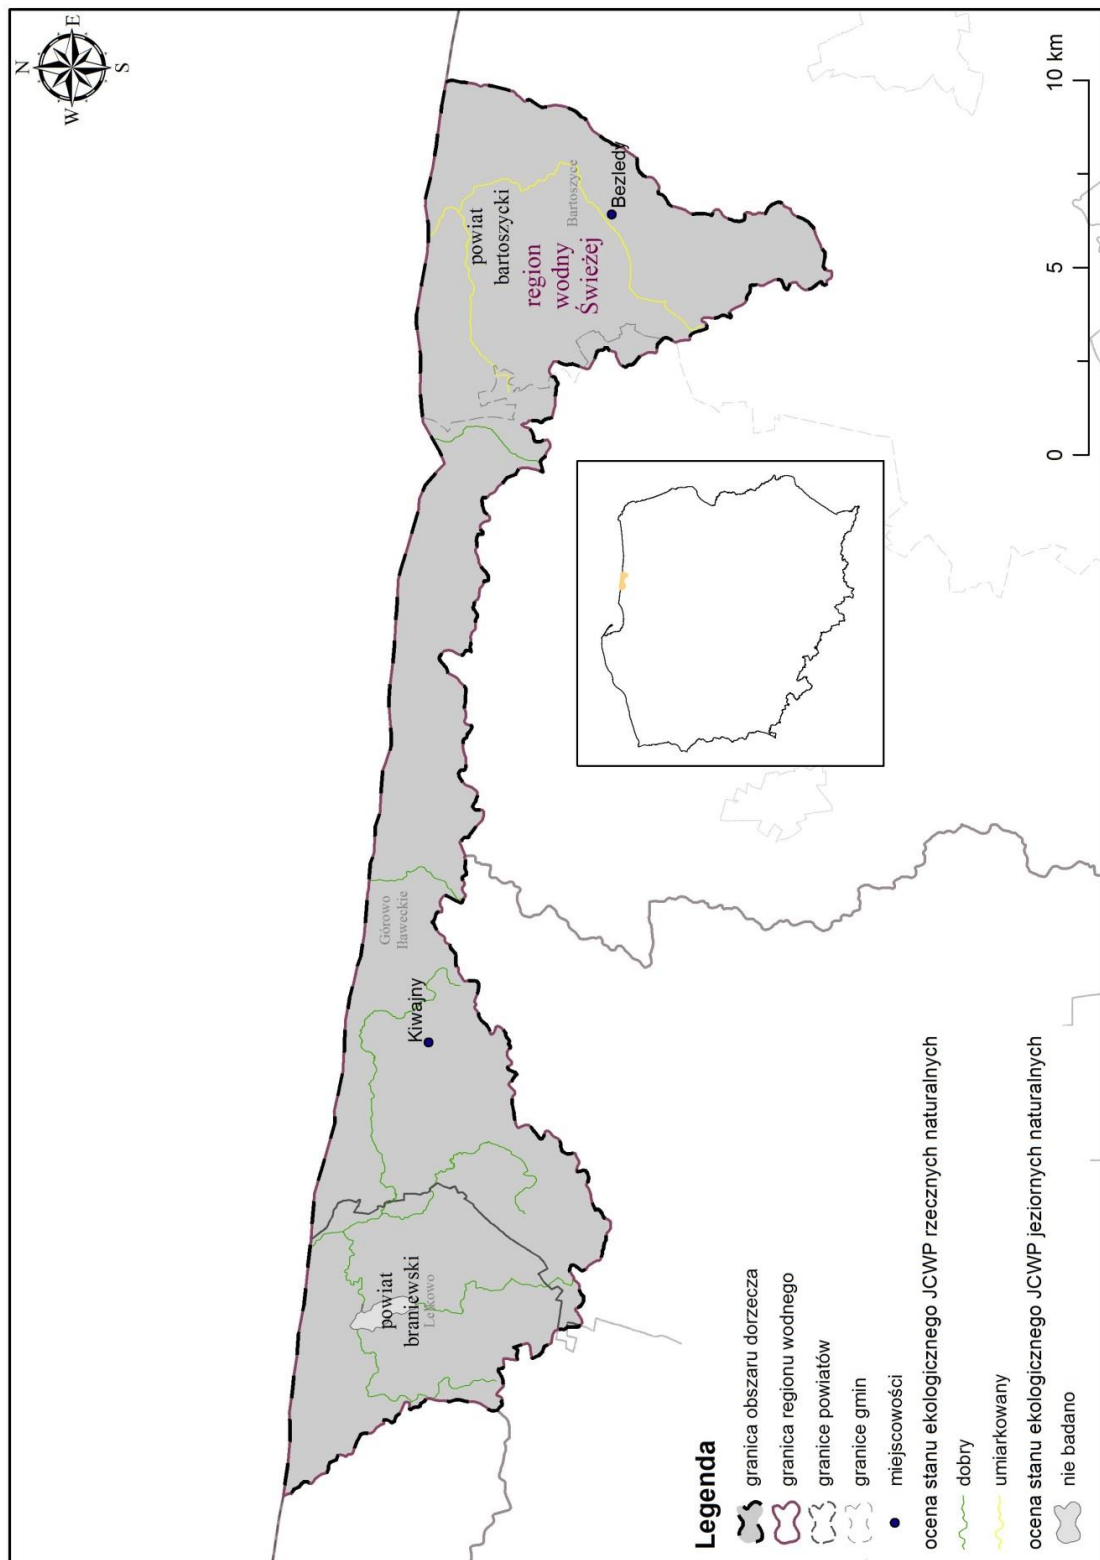 N
W
E
S
powiat
bartoszycki
region
wodny
Świeżej
Bartoszyce
Bezledy
Górowo
Iławeckie
Kiwajny
powiat
braniewski
Lelkowo
Legenda
granica obszaru dorzecza
granica regionu wodnego
granice powiatów
granice gmin
miejscowości
ocena stanu ekologicznego JCWP rzecznych naturalnych
dobry
umiarkowany
ocena stanu ekologicznego JCWP jeziornych naturalnych
nie badano
0 5 10 km